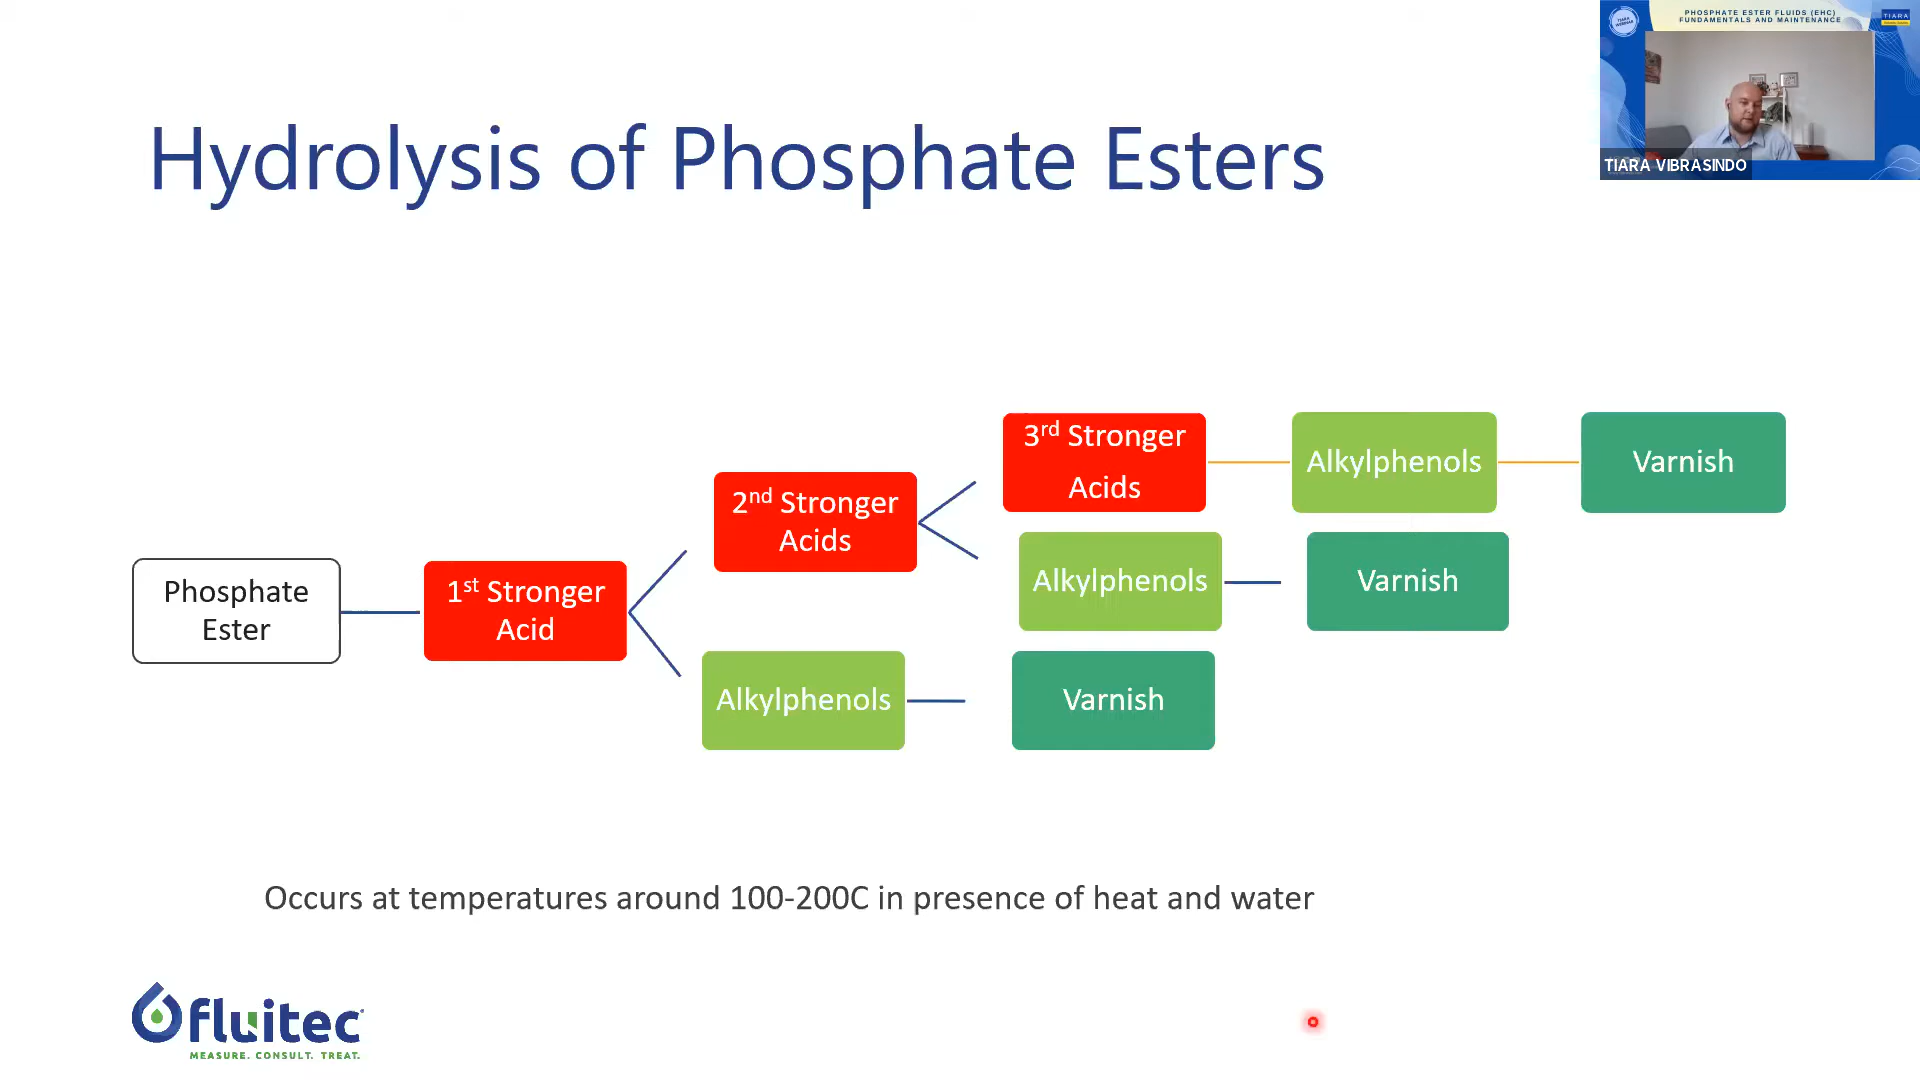 PHOSPHATE ESTER FLUIDS (EHC)
FUNDAMENTALS AND MAINTENANCE
TIARA
TIARA VIBRASINDO
Hydrolysis of Phosphate Esters
3rd Stronger
Acids
Alkylphenols
Varnish
2nd Stronger
Acids
Alkylphenols
Varnish
Phosphate
Ester
1st Stronger
Acid
Alkylphenols
Varnish
Occurs at temperatures around 100-200C in presence of heat and water
fluitec
MEASURE. CONSULT. TREAT.